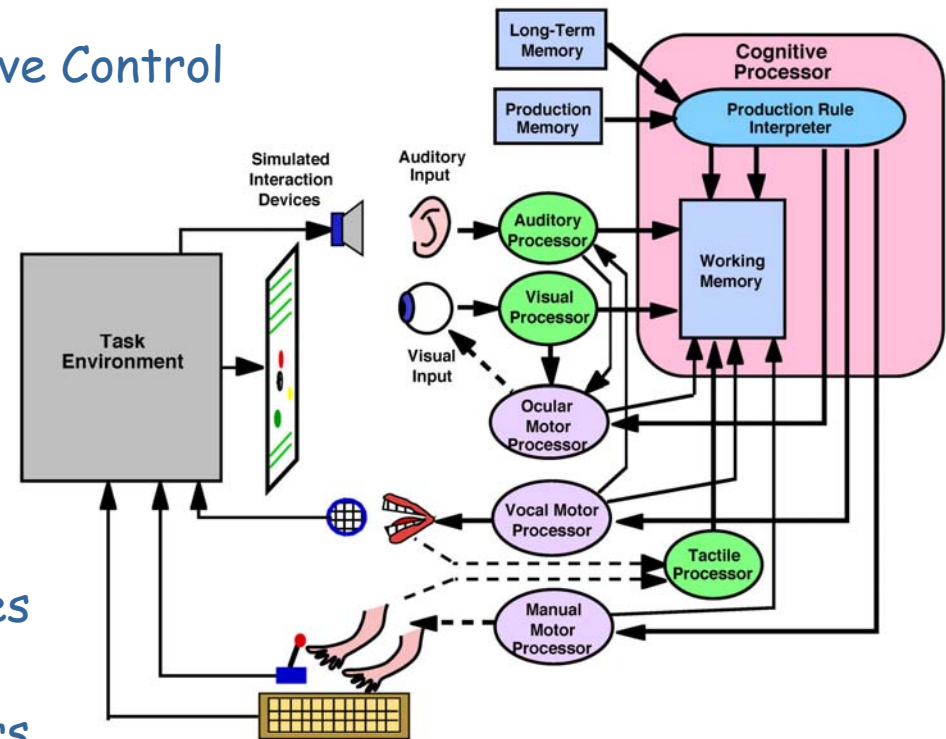 ve Control
Long-Term
Memory
Cognitive
Processor
Production
Memory
Production Rule
Interpreter
Simulated
Interaction
Devices
Auditory
Input
Auditory
Processor
Working
Memory
Visual
Processor
Task
Environment
Visual
Input
Ocular
Motor
Processor
Vocal Motor
Processor
Tactile
Processor
es
Manual
Motor
Processor
rs